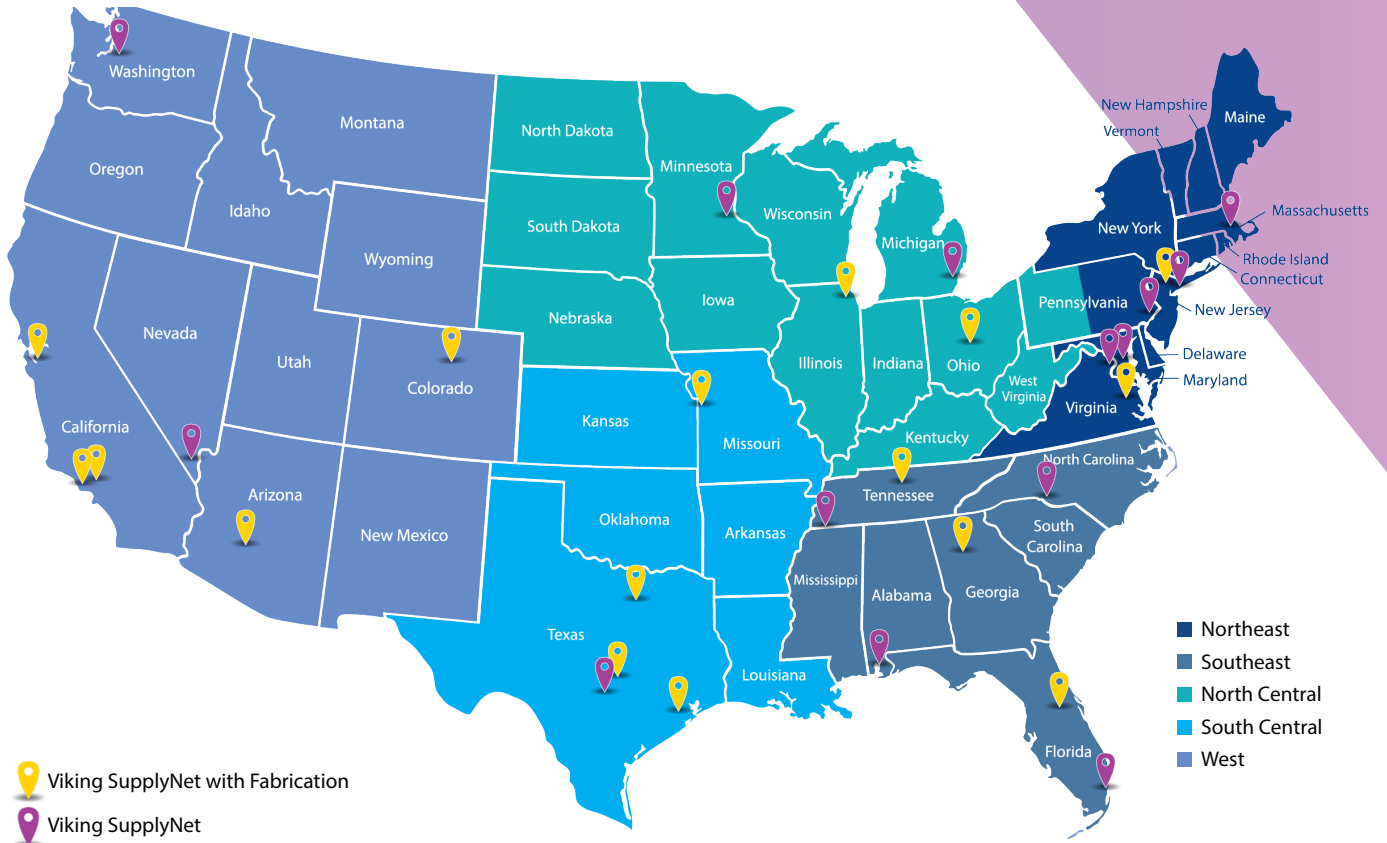 Washington
Montana
North Dakota
Minnesota
New Hampshire
Maine
Vermont
Oregon
Idaho
South Dakota
Wisconsin
Michigan
New York
Massachusetts
Wyoming
Rhode Island
Connecticut
Nevada
Nebraska
Iowa
Pennsylvania
New Jersey
Utah
Colorado
Illinois
Indiana
Ohio
Delaware
West
Virginia
Maryland
California
Kansas
Missouri
Kentucky
Virginia
Arizona
New Mexico
Oklahoma
Arkansas
Tennessee
North Carolina
South
Carolina
Mississippi
Alabama
Georgia
Texas
Louisiana
Florida
Northeast
Southeast
North Central
South Central
West
Viking SupplyNet with Fabrication
Viking SupplyNet